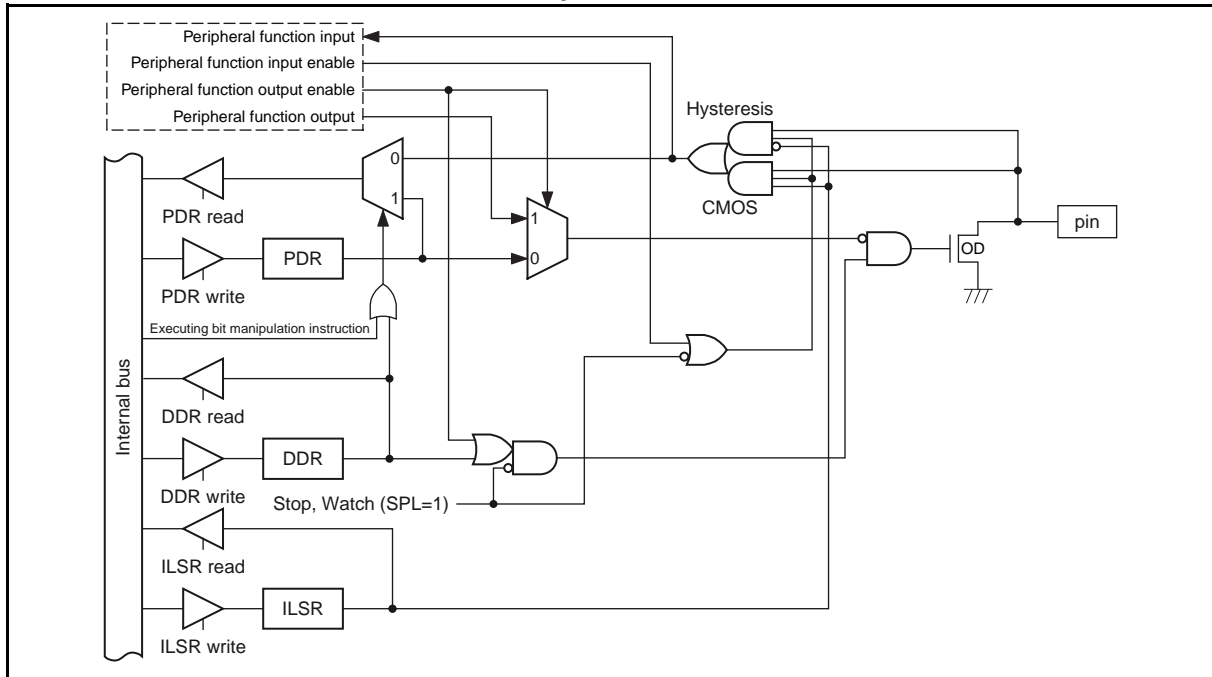 Peripheral function input
Peripheral function input enable
Peripheral function output enable
Peripheral function output
Hysteresis
0
1
CMOS
PDR read
1
pin
PDR
0
OD
PDR write
Executing bit manipulation instruction
Internal bus
DDR read
DDR
DDR write
Stop, Watch (SPL=1)
ILSR read
ILSR
ILSR write